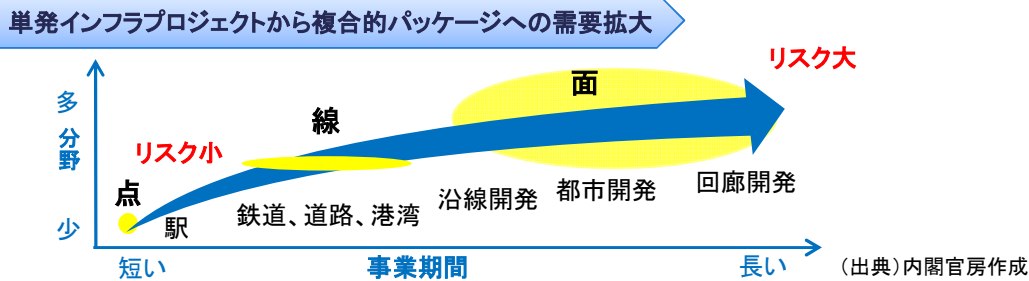 単発インフラプロジェクトから複合的パッケージへの需要拡大
リスク大
面
多
線
分野
リスク小
点
少
駅
鉄道、道路、港湾
沿線開発
都市開発
回廊開発
短い
事業期間
長い
（出典）内閣官房作成